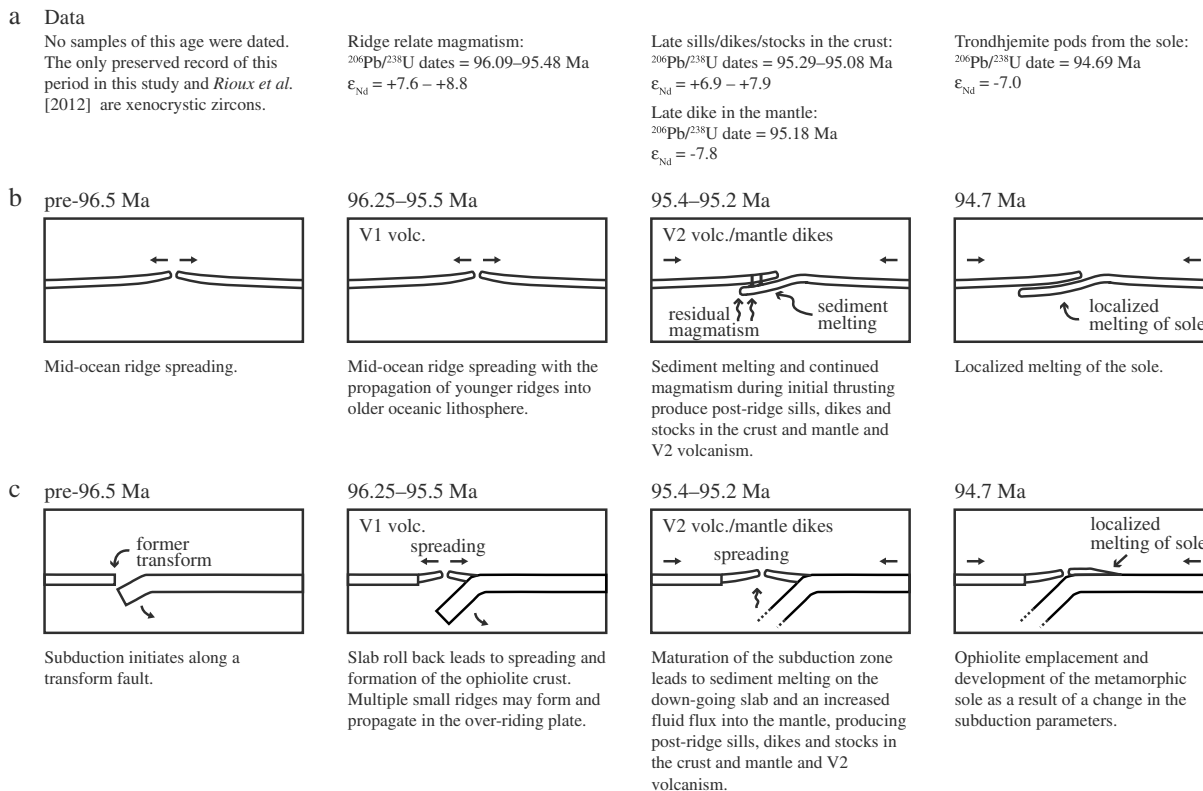 a Data
No samples of this age were dated.
The only preserved record of this
period in this study and Rioux et al.
[2012] are xenocrystic zircons.
Ridge relate magmatism:
²⁰⁶Pb/²³⁸U dates = 96.09–95.48 Ma
εNd = +7.6 – +8.8
Late sills/dikes/stocks in the crust:
²⁰⁶Pb/²³⁸U dates = 95.29–95.08 Ma
εNd = +6.9 – +7.9
Late dike in the mantle:
²⁰⁶Pb/²³⁸U date = 95.18 Ma
εNd = -7.8
Trondhjemite pods from the sole:
²⁰⁶Pb/²³⁸U date = 94.69 Ma
εNd = -7.0
b pre-96.5 Ma
Mid-ocean ridge spreading.
96.25–95.5 Ma
V1 volc.
Mid-ocean ridge spreading with the
propagation of younger ridges into
older oceanic lithosphere.
95.4–95.2 Ma
V2 volc./mantle dikes
residual
magmatism
sediment
melting
Sediment melting and continued
magmatism during initial thrusting
produce post-ridge sills, dikes and
stocks in the crust and mantle and
V2 volcanism.
94.7 Ma
localized
melting of sole
Localized melting of the sole.
c pre-96.5 Ma
former
transform
Subduction initiates along a
transform fault.
96.25–95.5 Ma
V1 volc.
spreading
Slab roll back leads to spreading and
formation of the ophiolite crust.
Multiple small ridges may form and
propagate in the over-riding plate.
95.4–95.2 Ma
V2 volc./mantle dikes
spreading
Maturation of the subduction zone
leads to sediment melting on the
down-going slab and an increased
fluid flux into the mantle, producing
post-ridge sills, dikes and stocks in
the crust and mantle and V2
volcanism.
94.7 Ma
localized
melting of sole
Ophiolite emplacement and
development of the metamorphic
sole as a result of a change in the
subduction parameters.